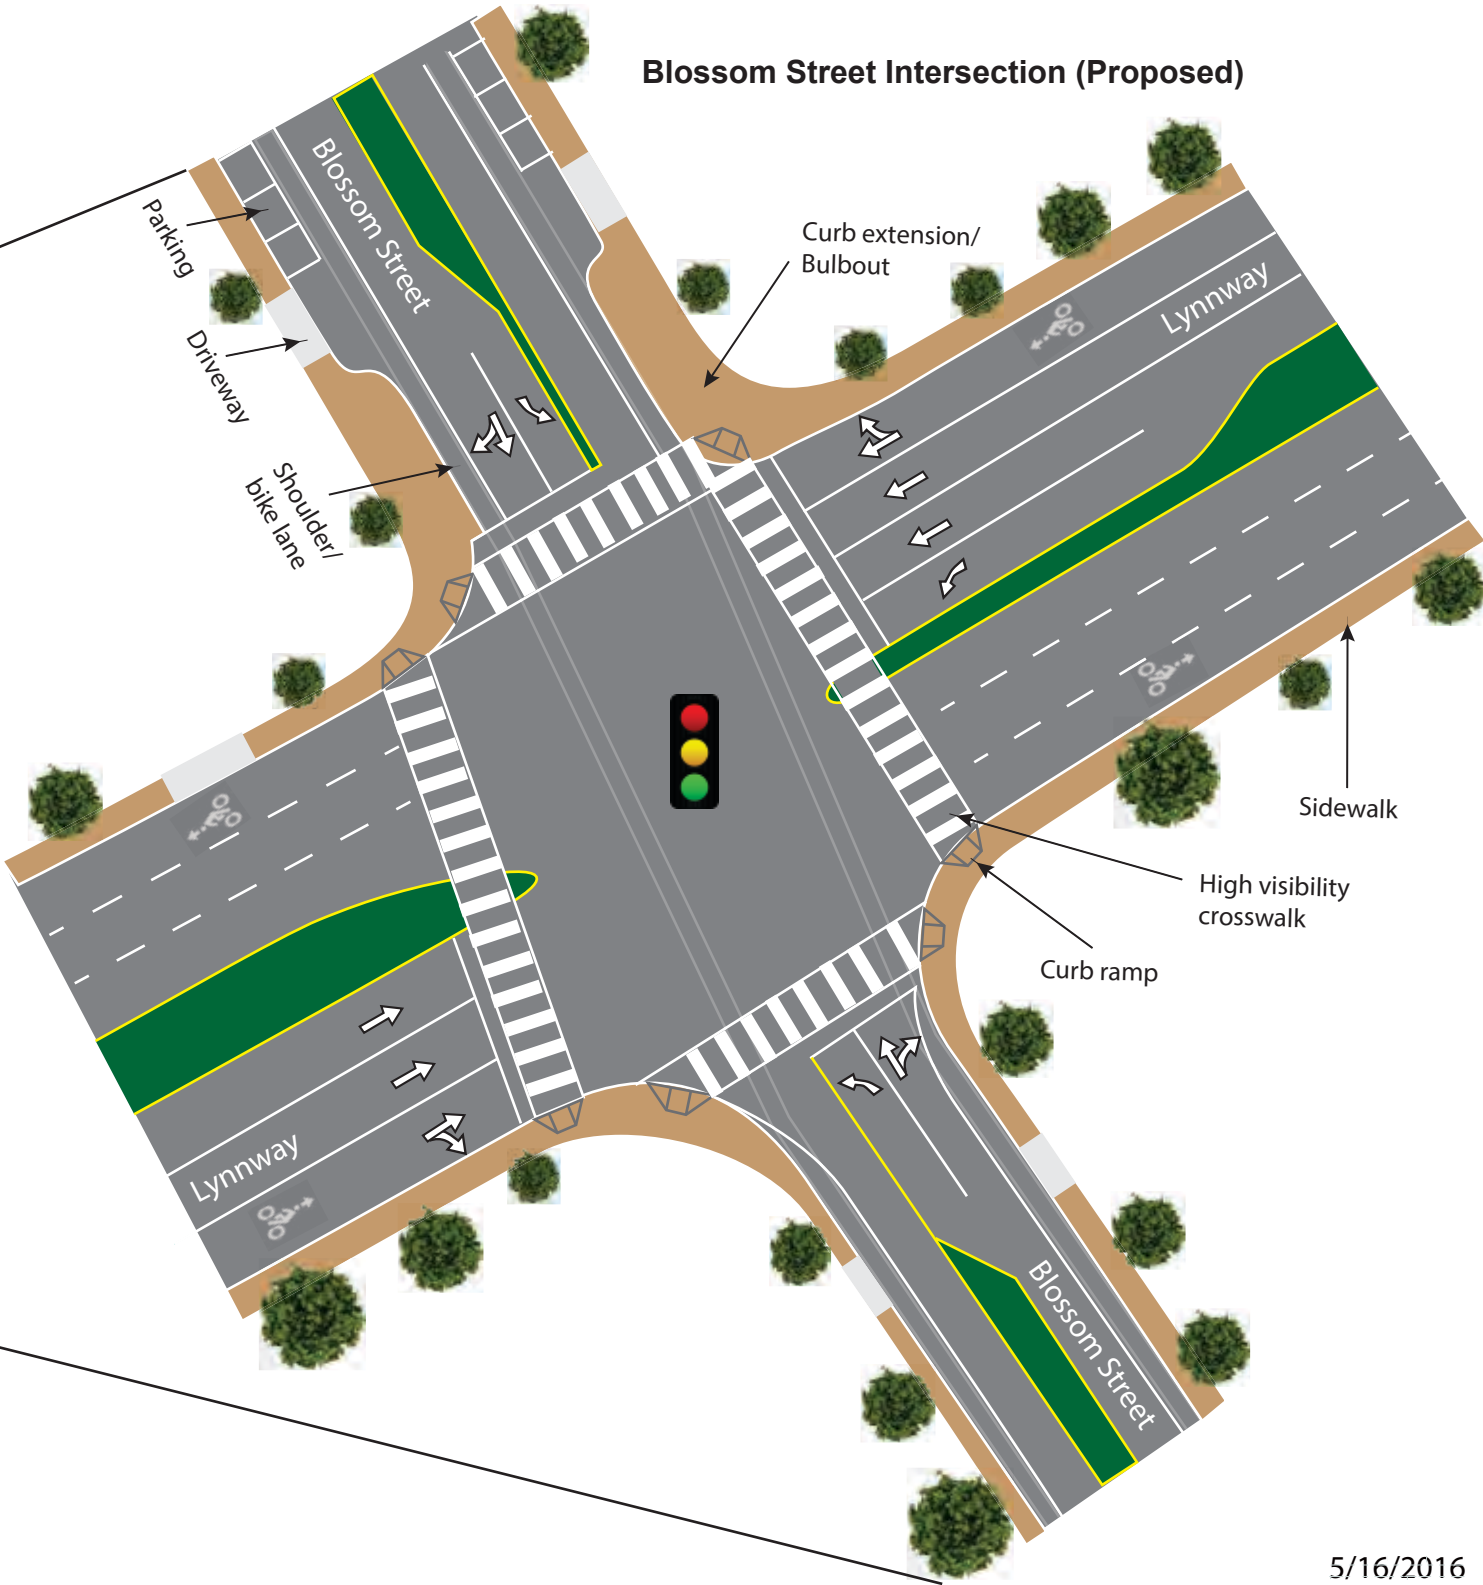 Blossom Street Intersection (Proposed)
Blossom Street
Parking
Curb extension/
Bulbout
Lynnway
Driveway
Shoulder/
bike lane
Sidewalk
High visibility
crosswalk
Curb ramp
Lynnway
Blossom Street
5/16/2016